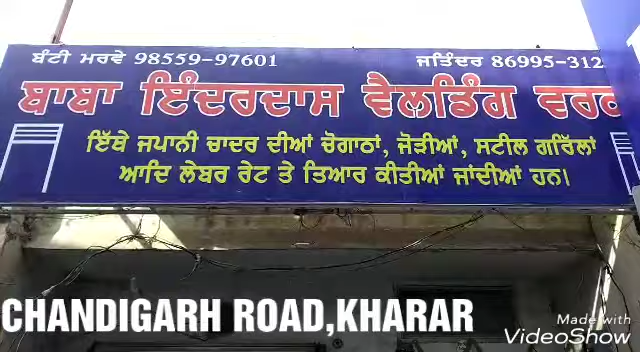 ਬੰਟੀ ਮਰਵੇ 98559-97601 ਜਤਿੰਦਰ 86995-312
ਬਾਬਾ ਇੰਦਰਦਾਸ ਵੈਲਡਿੰਗ ਵਰਕ
ਇੱਥੇ ਜਪਾਨੀ ਚਾਦਰ ਦੀਆਂ ਚੋਗਾਠਾਂ, ਜੋੜੀਆਂ, ਸਟੀਲ ਗਰਿੱਲਾਂ
ਆਦਿ ਲੇਬਰ ਰੇਟ ਤੇ ਤਿਆਰ ਕੀਤੀਆਂ ਜਾਂਦੀਆਂ ਹਨ।
CHANDIGARH ROAD,KHARAR
Made with
VideoShow